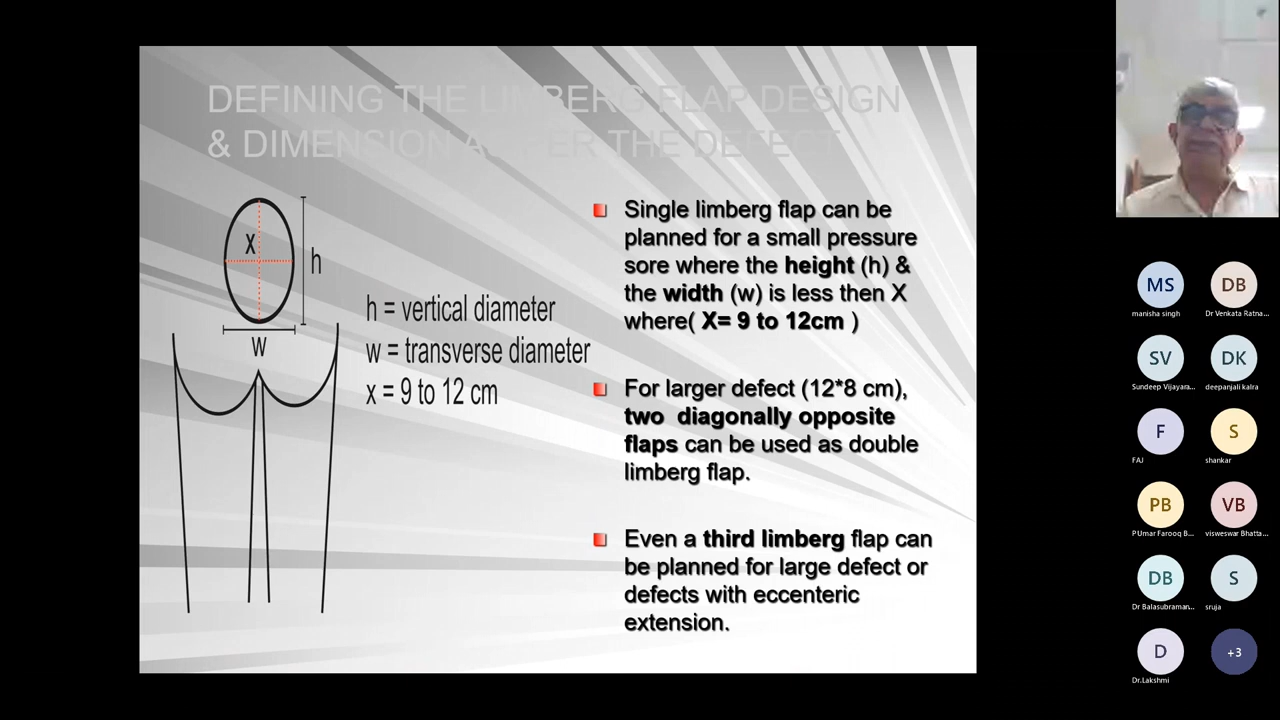 DEFINING THE LIMBERG FLAP DESIGN
& DIMENSION AS PER THE DEFECT
x
h
w
h = vertical diameter
w = transverse diameter
x = 9 to 12 cm
Single limberg flap can be
planned for a small pressure
sore where the height (h) &
the width (w) is less then X
where( X= 9 to 12cm )
For larger defect (12*8 cm),
two diagonally opposite
flaps can be used as double
limberg flap.
Even a third limberg flap can
be planned for large defect or
defects with eccenteric
extension.
MS
manisha singh
DB
Dr Venkata Ratna...
SV
Sundeep Vijayara...
DK
deepanjali kalra
F
FAJ
S
shankar
PB
P Umar Farooq B...
VB
visweswar Bhatta...
DB
Dr Balasubraman...
S
sruja
D
Dr.Lakshmi
+3